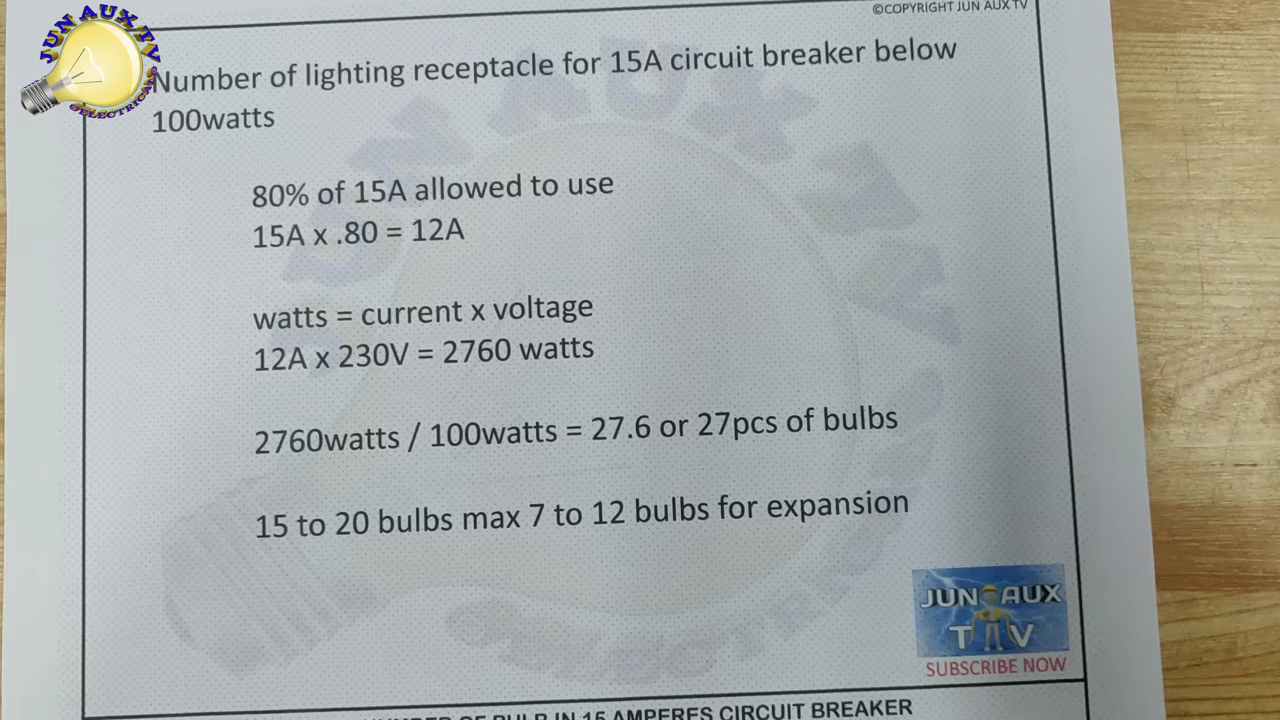 ©COPYRIGHT JUN AUX TV
JUN AUX TV
ELECTRICALS
Number of lighting receptacle for 15A circuit breaker below
100watts
80% of 15A allowed to use
15A x .80 = 12A
watts = current x voltage
12A x 230V = 2760 watts
2760watts / 100watts = 27.6 or 27pcs of bulbs
15 to 20 bulbs max 7 to 12 bulbs for expansion
JUN AUX
TV
SUBSCRIBE NOW
NUMBER OF BULB IN 15 AMPERES CIRCUIT BREAKER